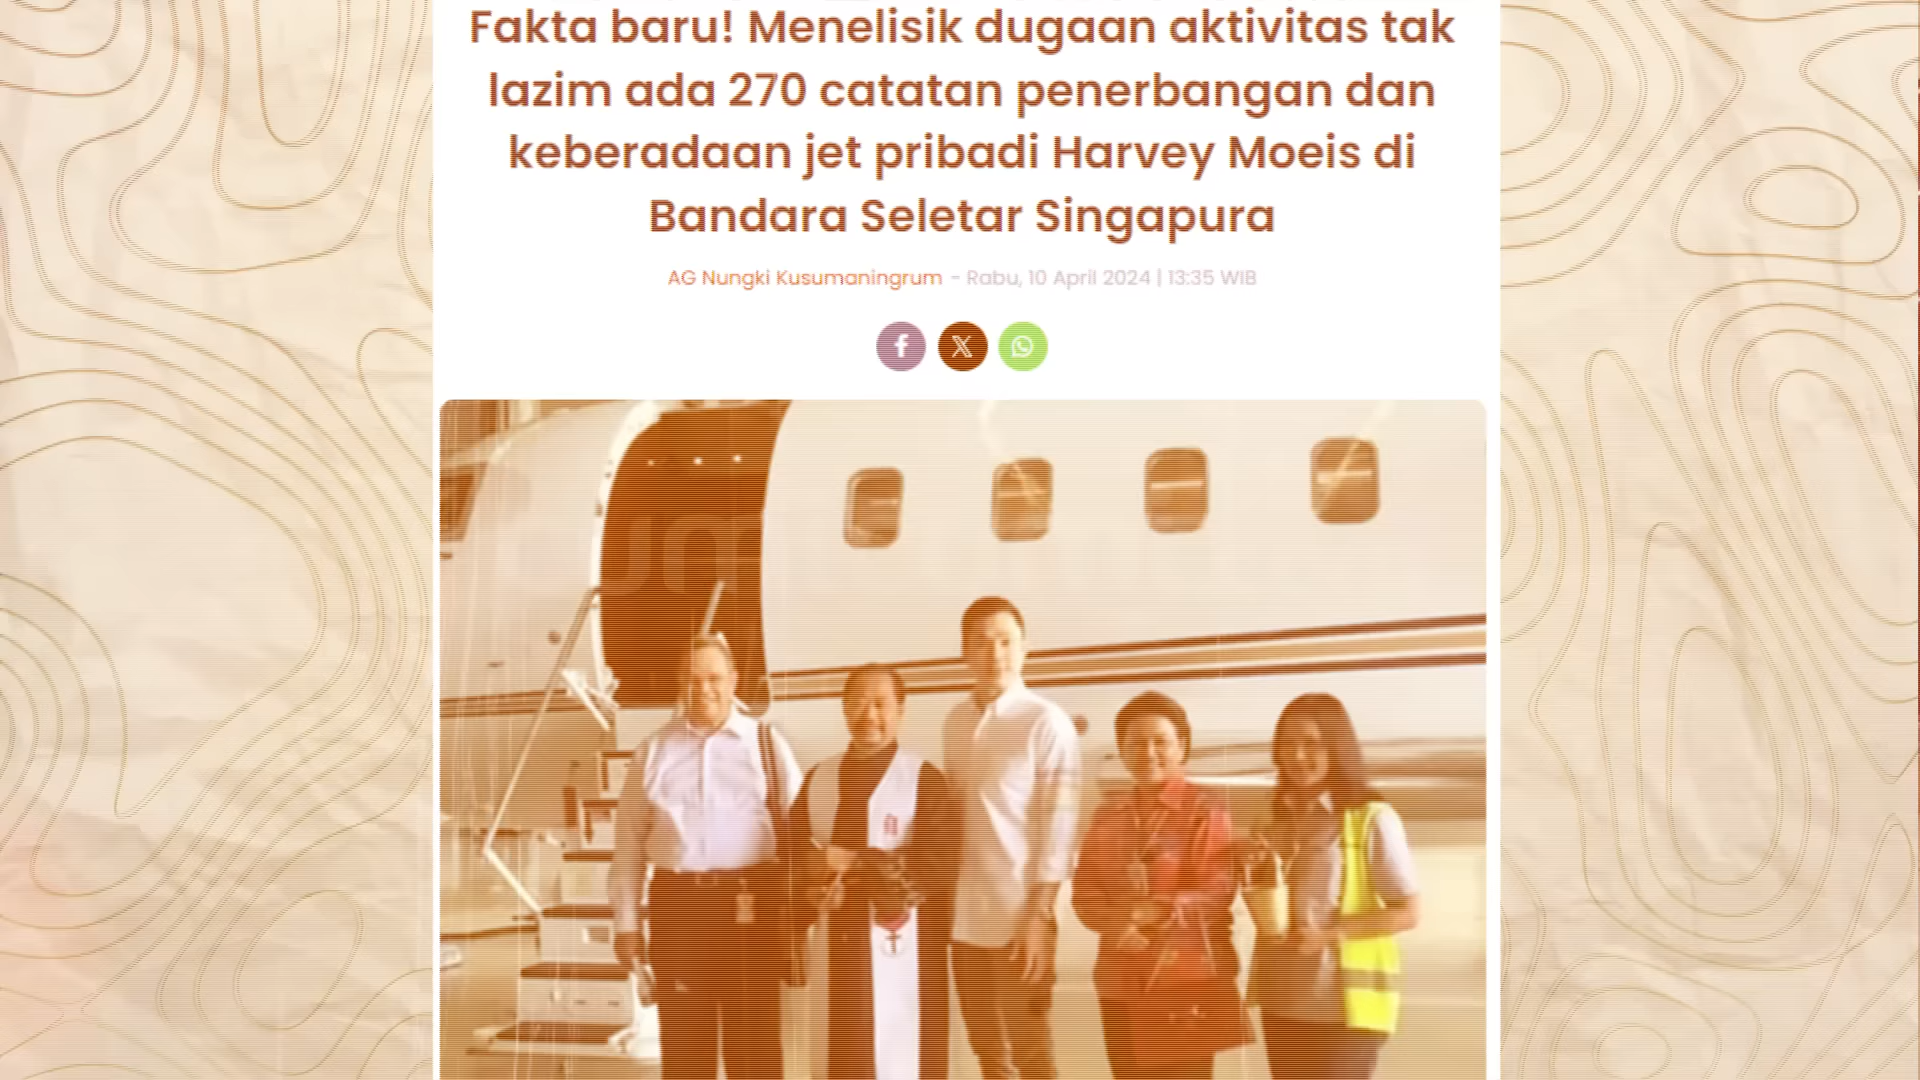 Fakta baru! Menelisik dugaan aktivitas tak
lazim ada 270 catatan penerbangan dan
keberadaan jet pribadi Harvey Moeis di
Bandara Seletar Singapura
AG Nungki Kusumaningrum - Rabu, 10 April 2024 | 13:35 WIB